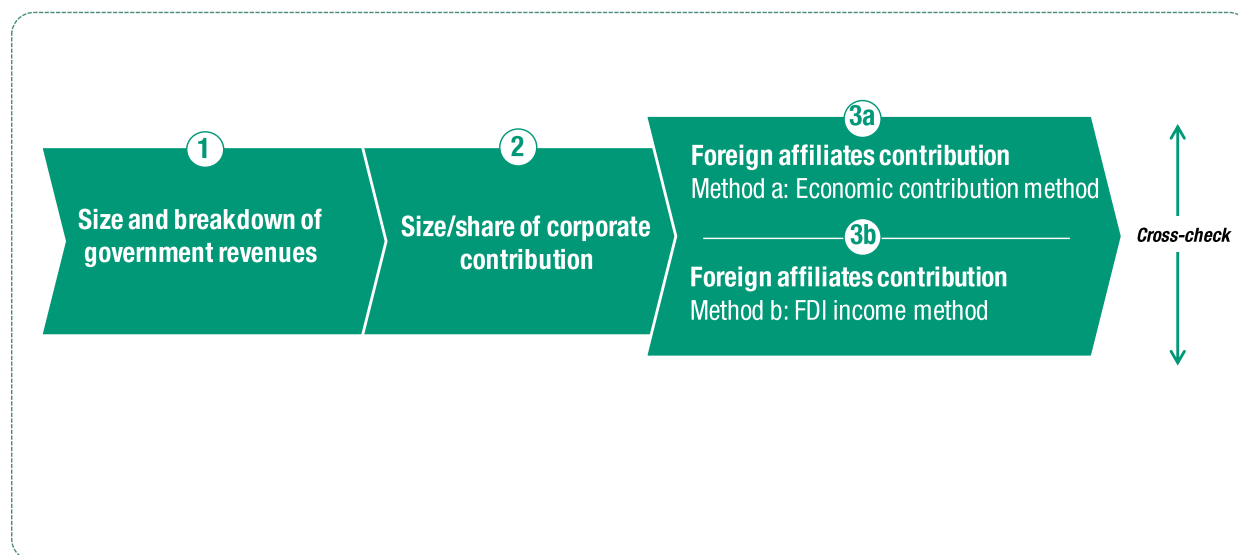 1
Size and breakdown of
government revenues
2
Size/share of corporate
contribution
3a
Foreign affiliates contribution
Method a: Economic contribution method
3b
Foreign affiliates contribution
Method b: FDI income method
Cross-check